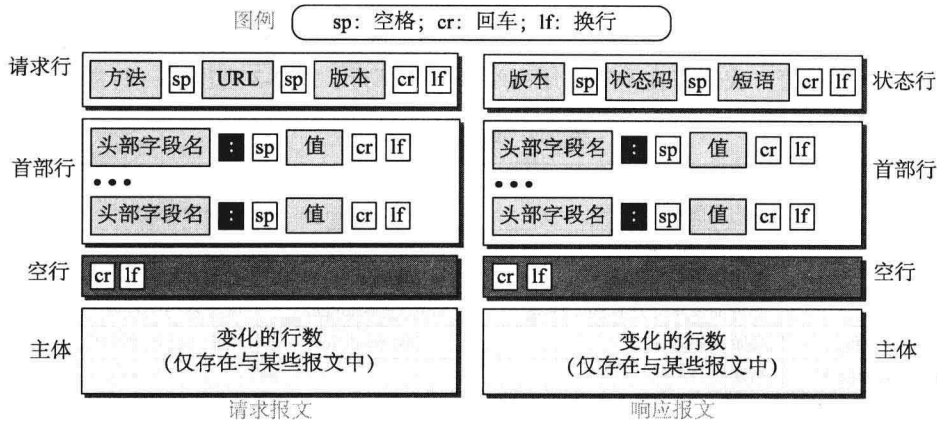 图例 sp: 空格; cr: 回车; lf: 换行
请求行 方法 sp URL sp 版本 cr lf
版本 sp 状态码 sp 短语 cr lf 状态行
首部行
头部字段名 : sp 值 cr lf
•••
头部字段名 : sp 值 cr lf
头部字段名 : sp 值 cr lf
•••
头部字段名 : sp 值 cr lf
首部行
空行 cr lf
cr lf 空行
主体
变化的行数
(仅存在与某些报文中)
变化的行数
(仅存在与某些报文中)
主体
请求报文
响应报文